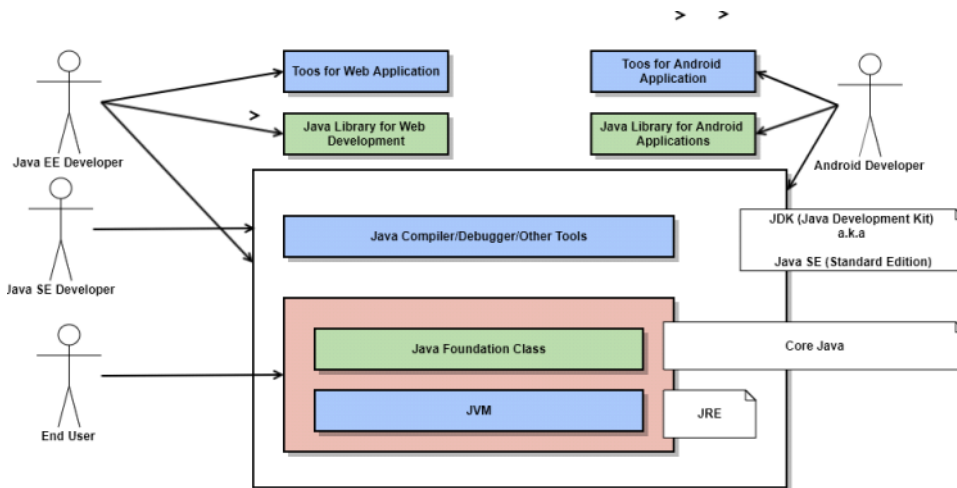 Toos for Web Application
Toos for Android
Application
Java Library for Web
Development
Java Library for Android
Applications
Java EE Developer
Android Developer
JDK (Java Development Kit)
a.k.a
Java SE (Standard Edition)
Java Compiler/Debugger/Other Tools
Java SE Developer
Java Foundation Class
Core Java
JVM
JRE
End User